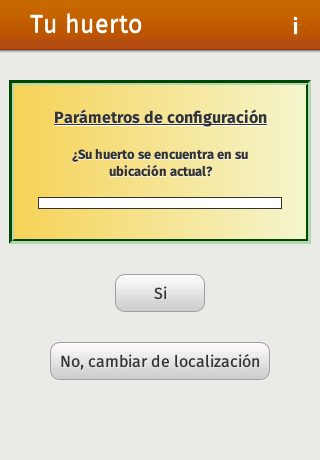 Tu huerto
i
Parámetros de configuración
¿Su huerto se encuentra en su
ubicación actual?
Si
No, cambiar de localización